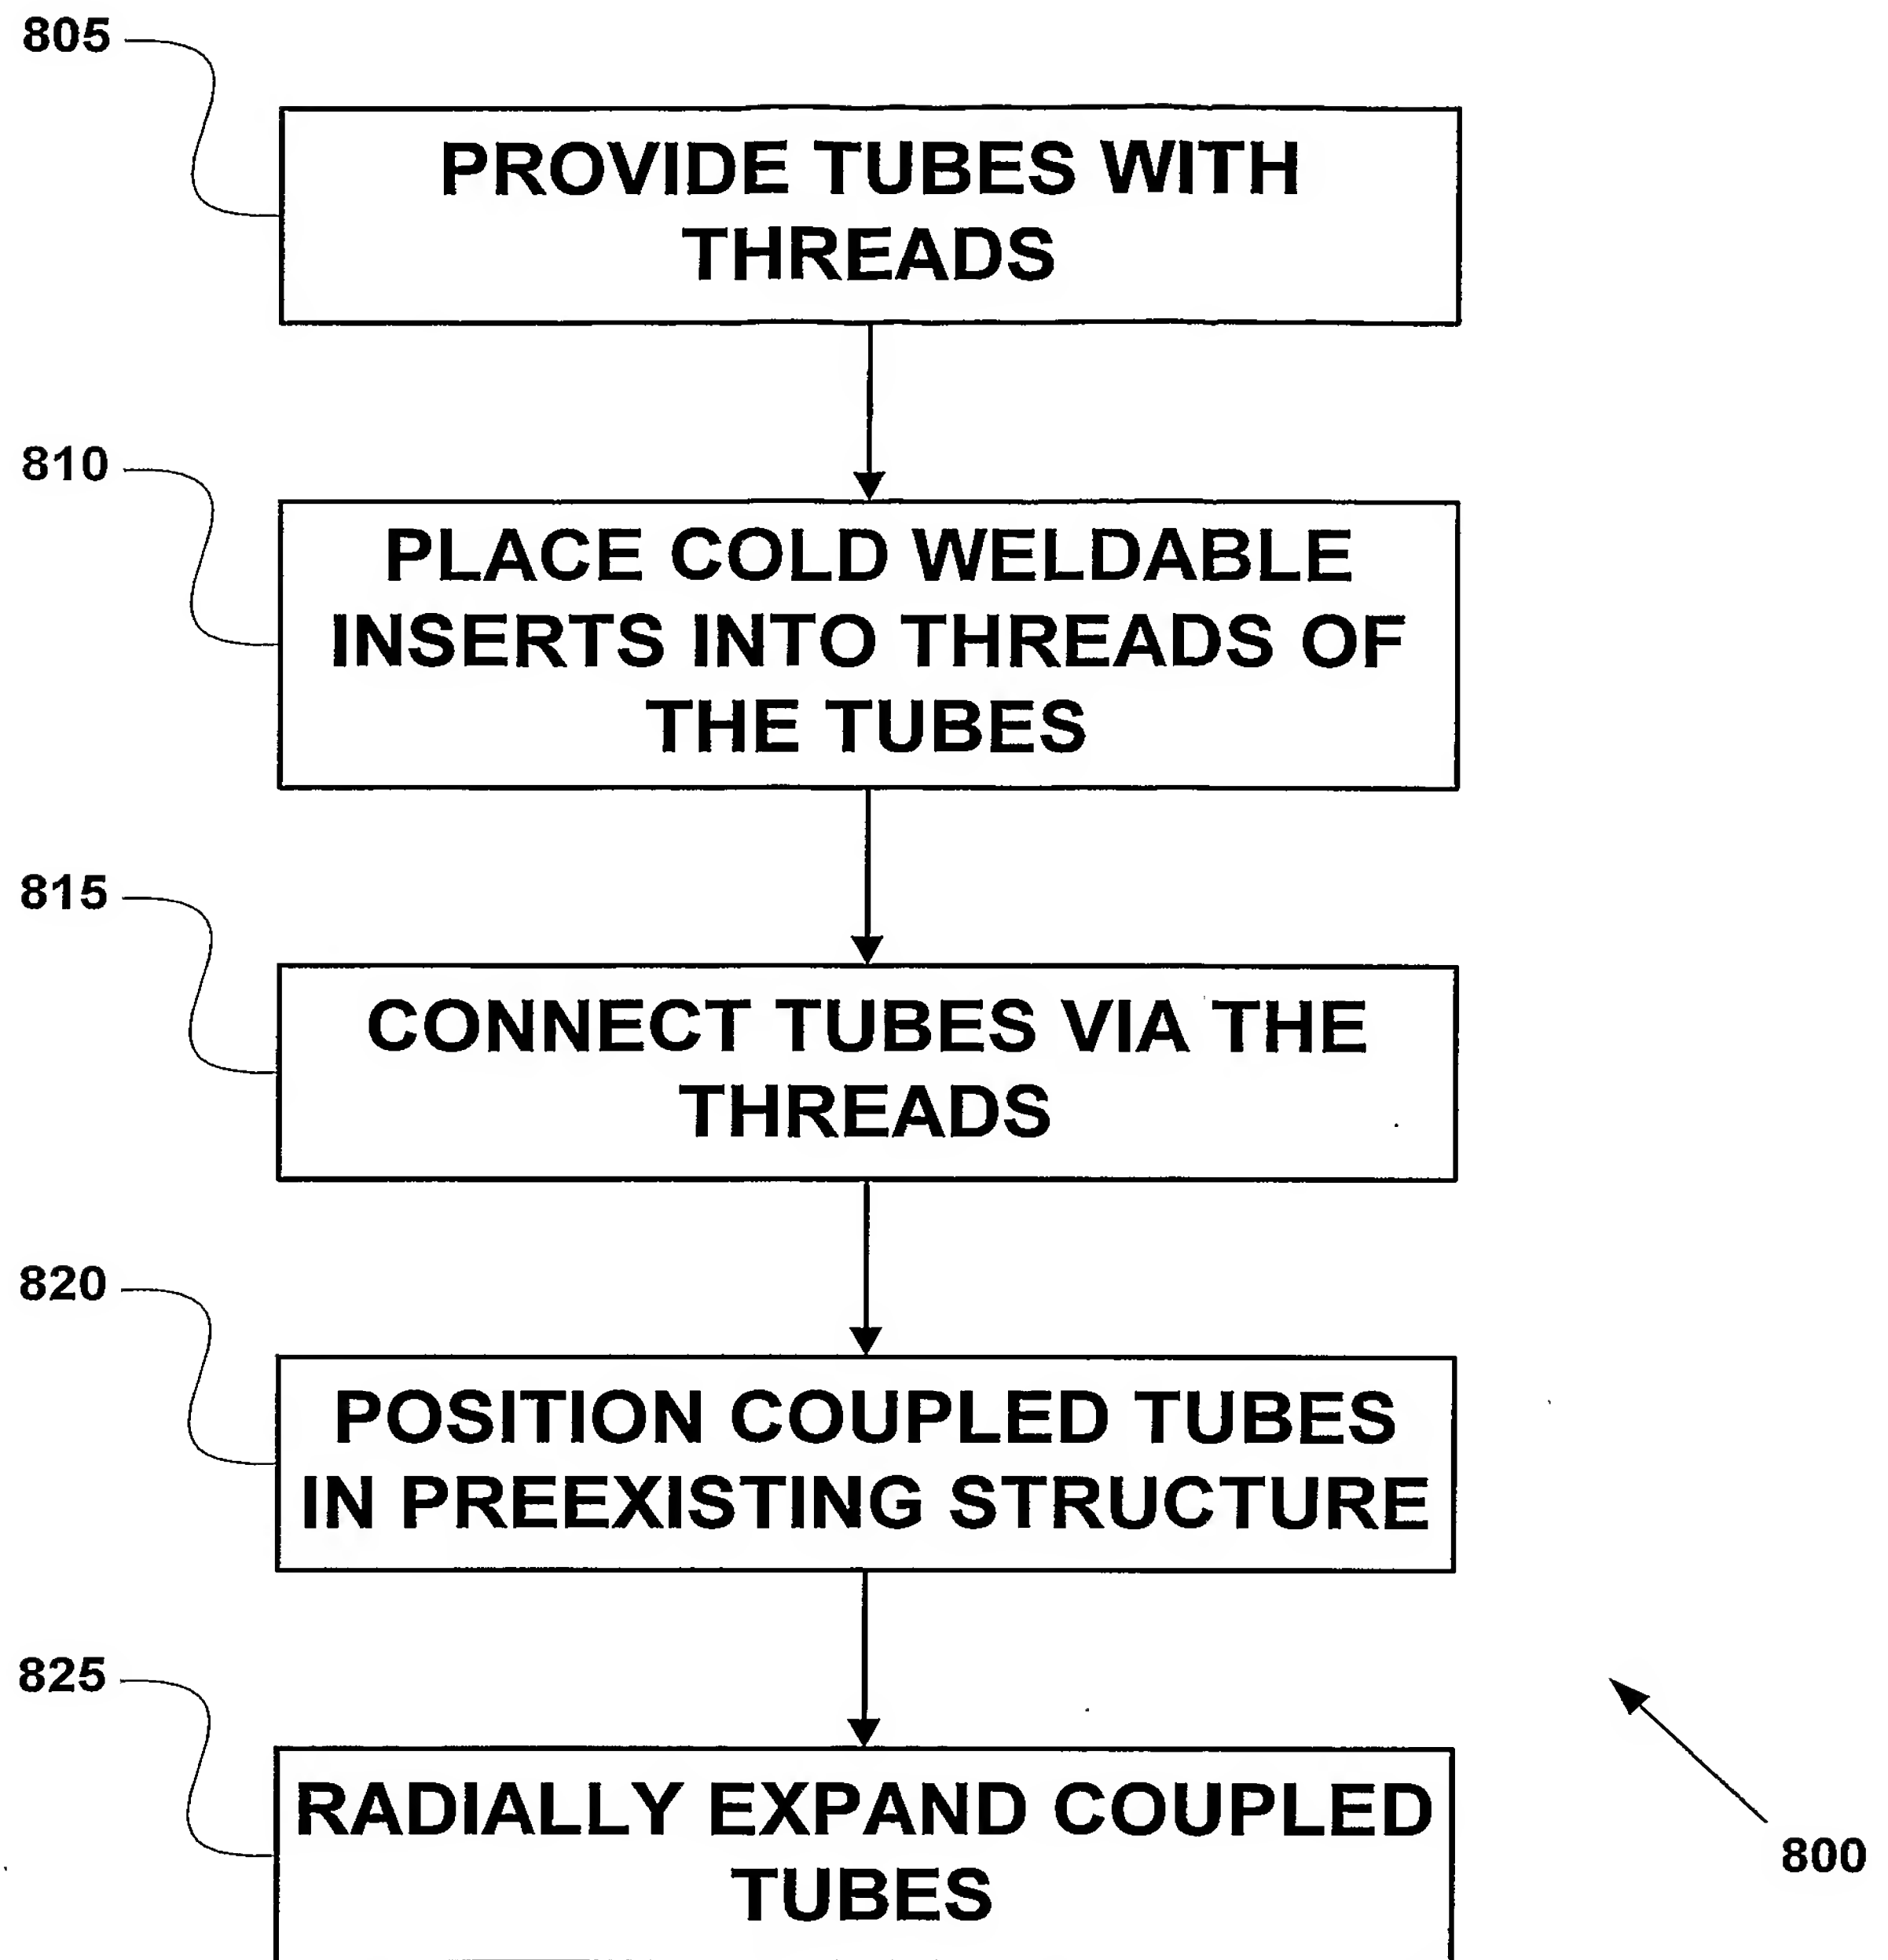 805
PROVIDE TUBES WITH
THREADS
810
PLACE COLD WELDABLE
INSERTS INTO THREADS OF
THE TUBES
815
CONNECT TUBES VIA THE
THREADS
820
POSITION COUPLED TUBES
IN PREEXISTING STRUCTURE
825
RADIALLY EXPAND COUPLED
TUBES
800